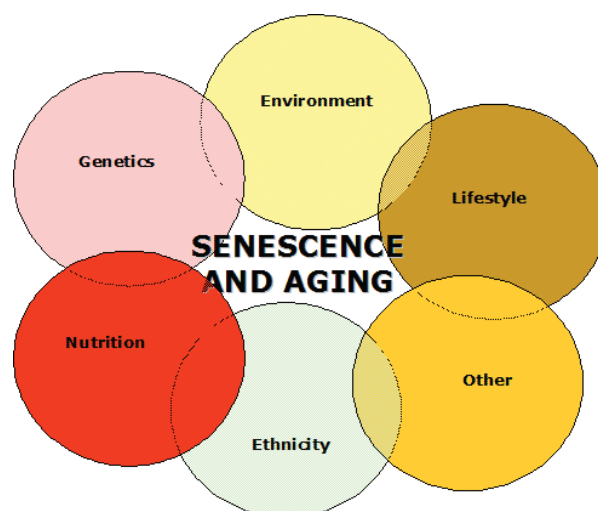 Environment
Genetics
Lifestyle
SENESCENCE
AND AGING
Nutrition
Other
Ethnicity